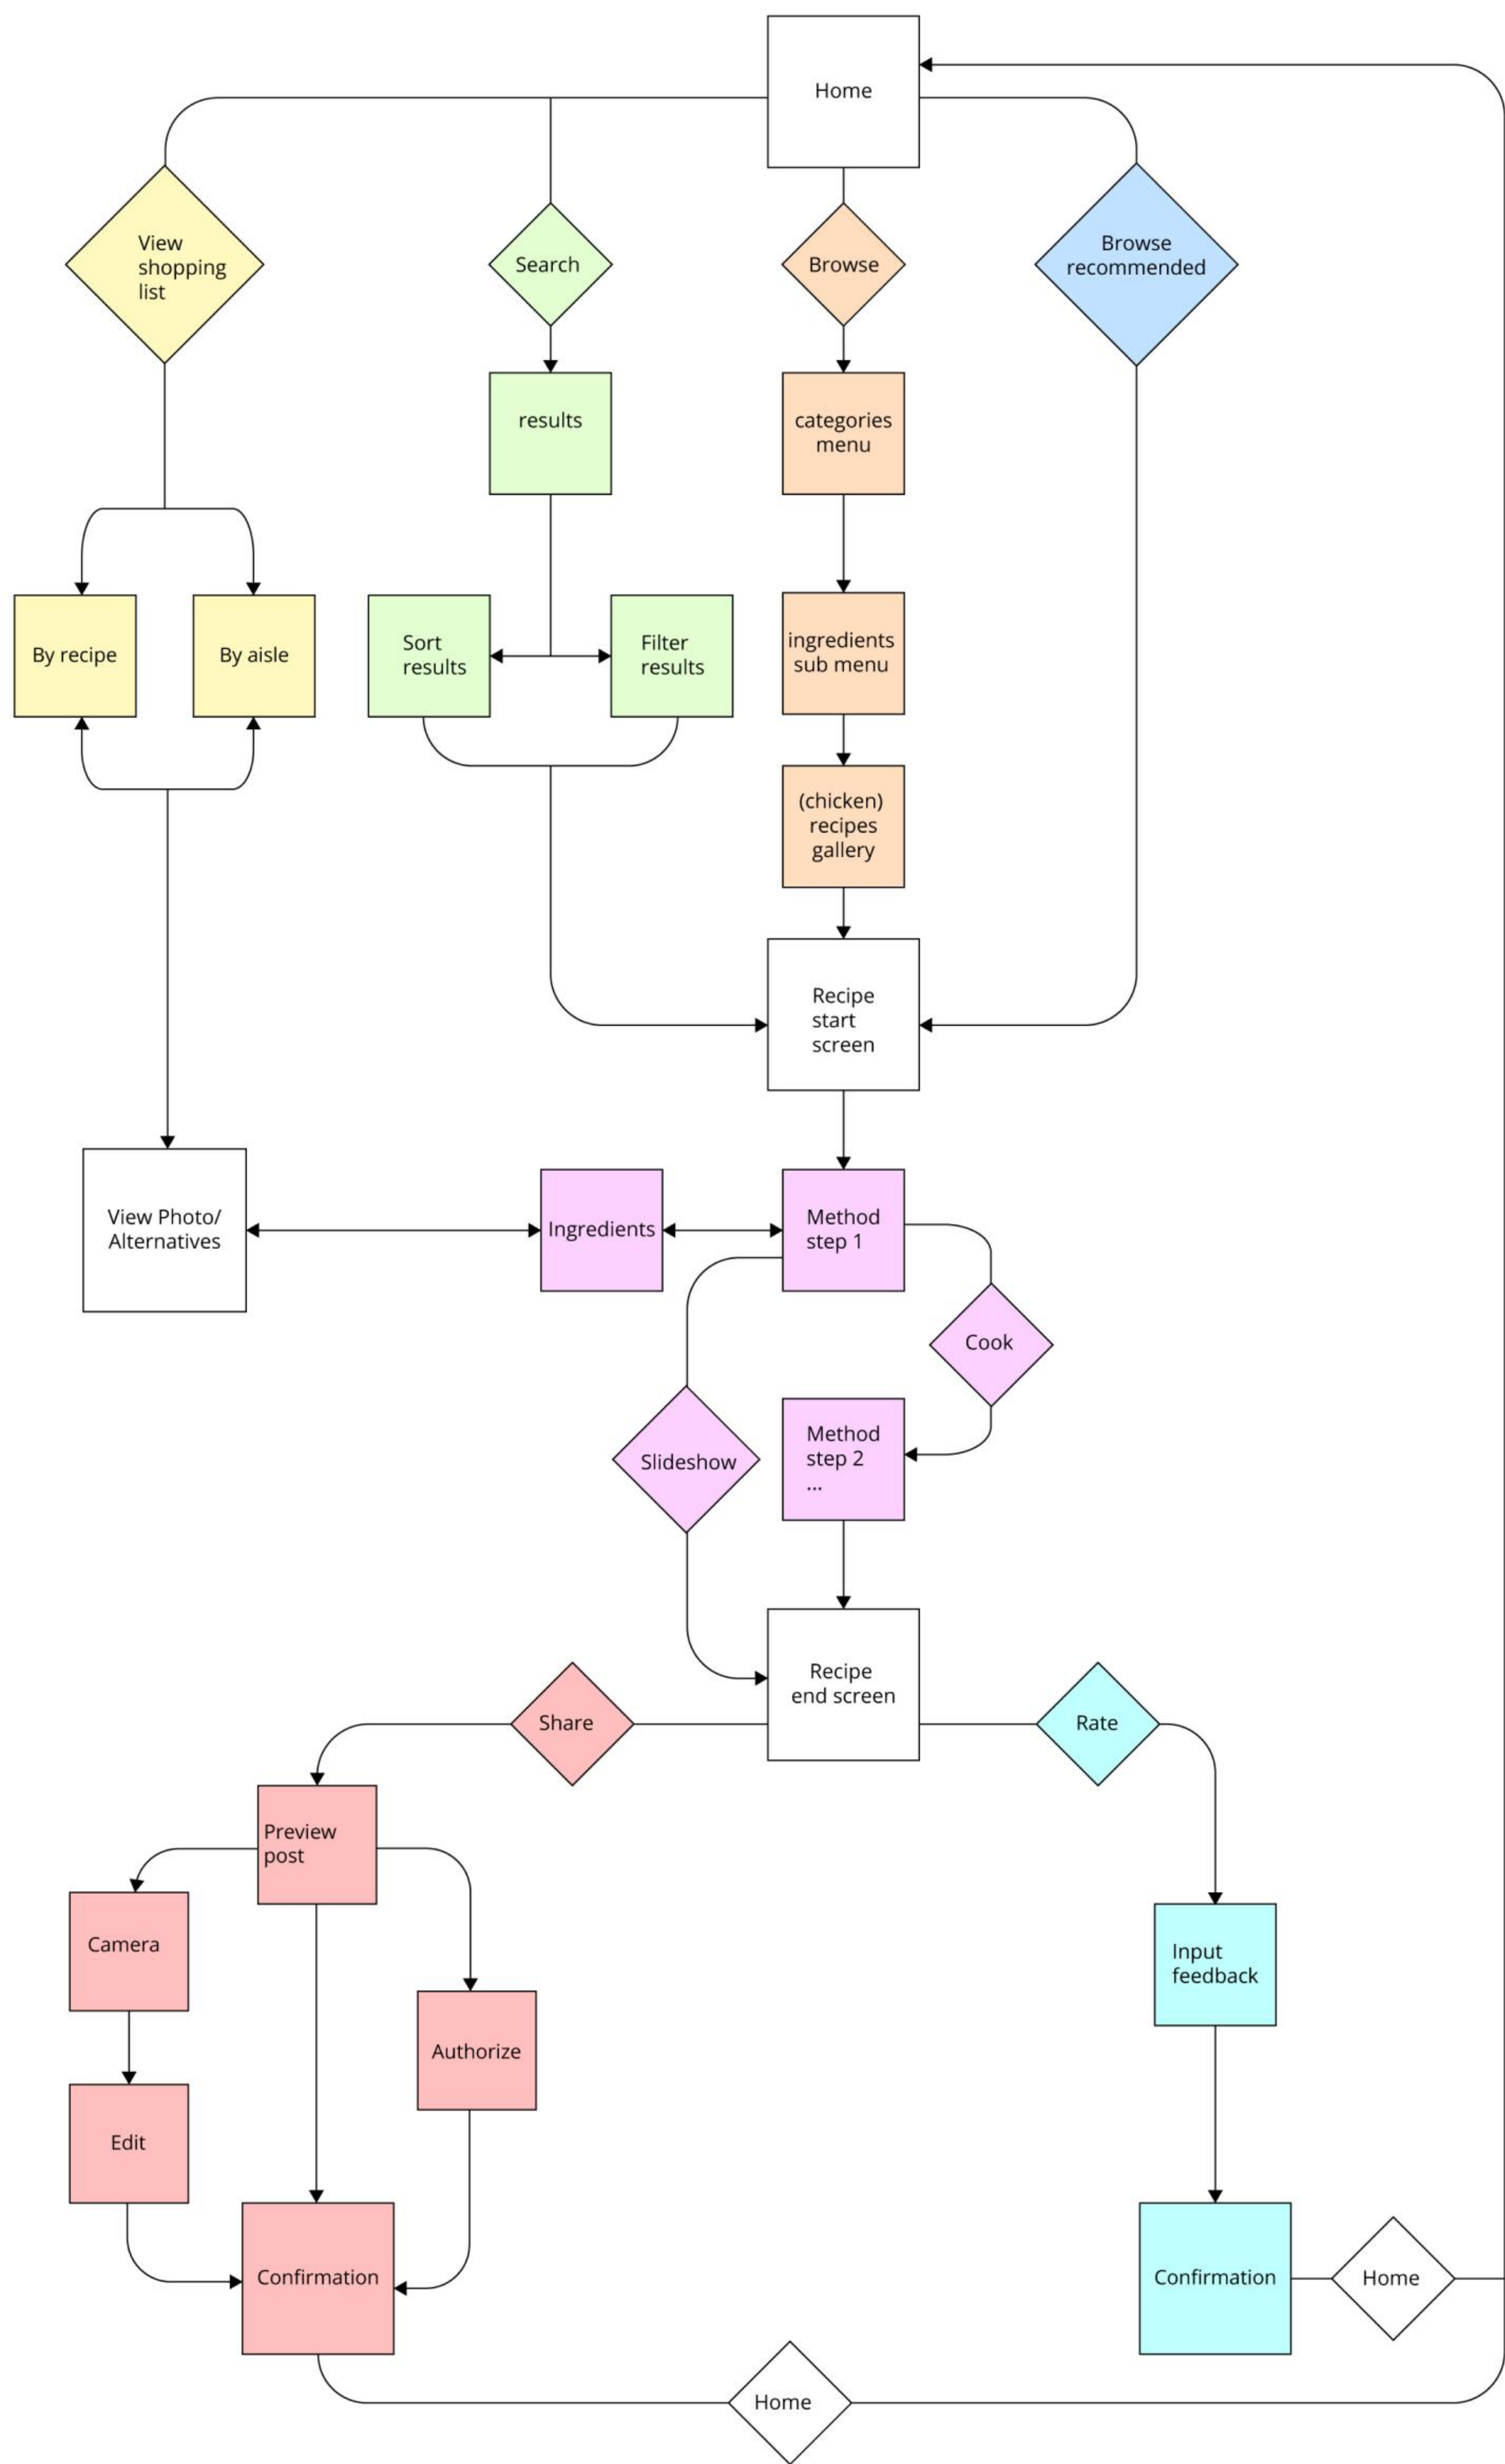 Home
View
shopping
list
Search
Browse
Browse
recommended
results
categories
menu
By recipe
By aisle
Sort
results
Filter
results
ingredients
sub menu
(chicken)
recipes
gallery
Recipe
start
screen
View Photo/
Alternatives
Ingredients
Method
step 1
Cook
Slideshow
Method
step 2
...
Recipe
end screen
Share
Rate
Preview
post
Camera
Input
feedback
Authorize
Edit
Confirmation
Confirmation
Home
Home